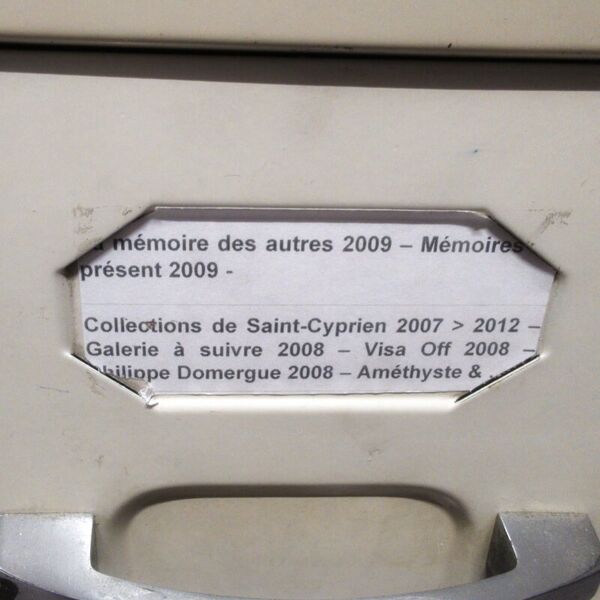 mémoire des autres 2009 – Mémoires
présent 2009 -
Collections de Saint-Cyprien 2007 > 2012 –
Galerie à suivre 2008 – Visa Off 2008 –
Philippe Domergue 2008 – Améthyste &